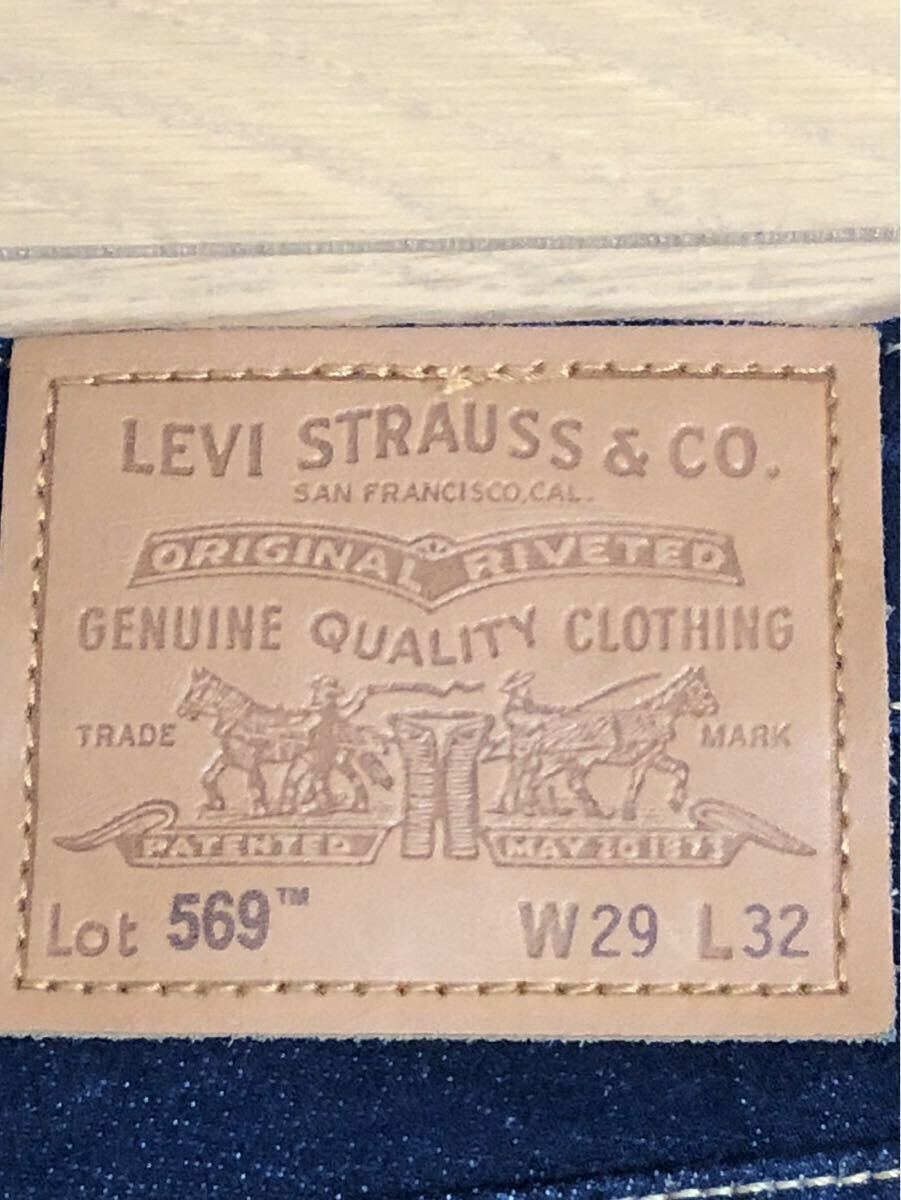 LEVI STRAUSS & CO.
SAN FRANCISCO, CAL.
ORIGINAL RIVETED
GENUINE QUALITY CLOTHING
TRADE MARK
PATENTED MAY 20 1873
Lot 569™ W29 L32